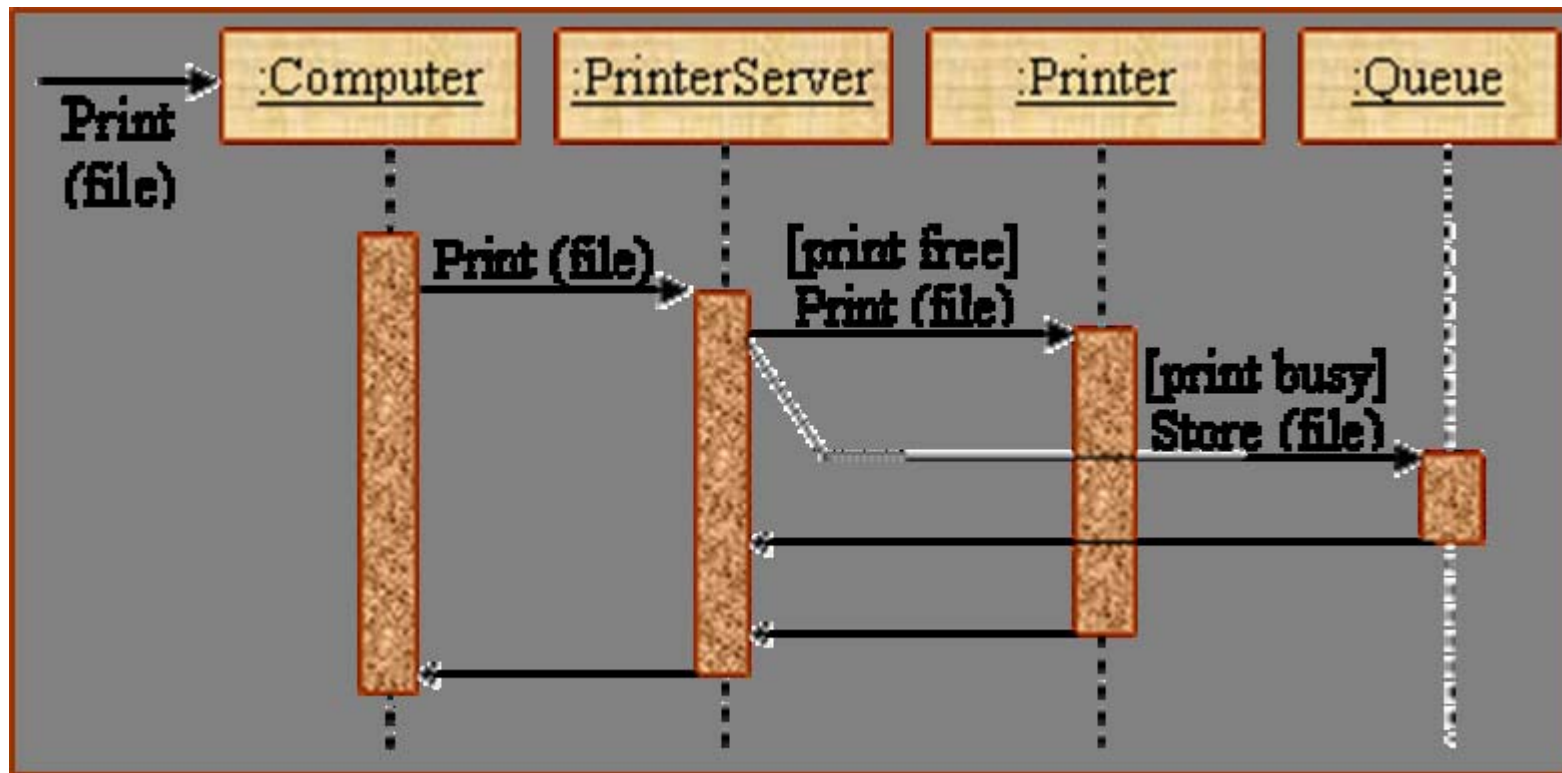 :Computer
:PrinterServer
:Printer
:Queue
Print
(file)
Print (file)
[print free]
Print (file)
[print busy]
Store (file)